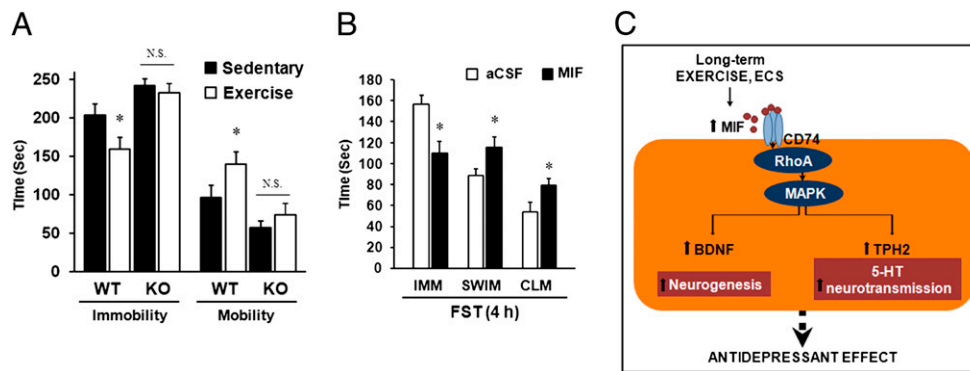 A
N.S.
Sedentary
Exercise
N.S.
*
*
Time (Sec)
250
200
150
100
50
0
WT KO WT KO
Immobility Mobility
B
aCSF MIF
*
*
*
Time (Sec)
180
160
140
120
100
80
60
40
20
0
IMM SWIM CLM
FST (4 h)
C
Long-term
EXERCISE, ECS
MIF
CD74
RhoA
MAPK
BDNF
TPH2
Neurogenesis
5-HT
neurotransmission
ANTIDEPRESSANT EFFECT